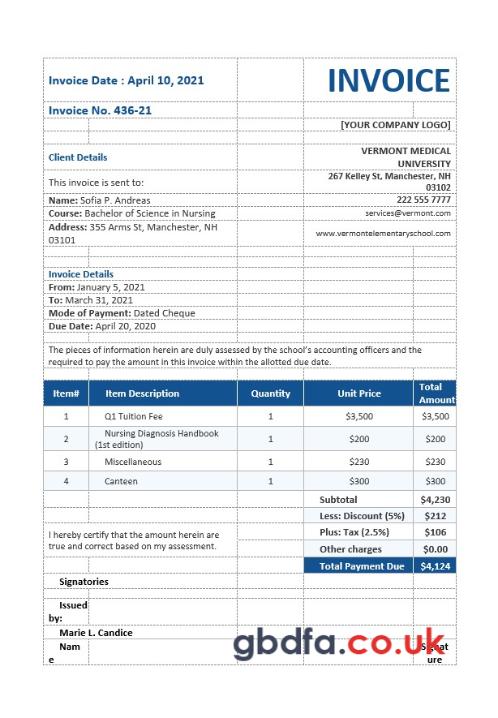 Invoice Date : April 10, 2021
INVOICE
Invoice No. 436-21
[YOUR COMPANY LOGO]
Client Details
VERMONT MEDICAL
UNIVERSITY
This invoice is sent to:
267 Kelley St, Manchester, NH
03102
Name: Sofia P. Andreas
222 555 7777
Course: Bachelor of Science in Nursing
services@vermont.com
Address: 355 Arms St, Manchester, NH
03101
www.vermontelementaryschool.com
Invoice Details
From: January 5, 2021
To: March 31, 2021
Mode of Payment: Dated Cheque
Due Date: April 20, 2020
The pieces of information herein are duly assessed by the school's accounting officers and the
required to pay the amount in this invoice within the allotted due date.
Item# Item Description Quantity Unit Price Total
Amount
1 Q1 Tuition Fee 1 $3,500 $3,500
2 Nursing Diagnosis Handbook
(1st edition) 1 $200 $200
3 Miscellaneous 1 $230 $230
4 Canteen 1 $300 $300
Subtotal $4,230
Less: Discount (5%) $212
I hereby certify that the amount herein are
true and correct based on my assessment.
Plus: Tax (2.5%) $106
Other charges $0.00
Total Payment Due $4,124
Signatories
Issued
by:
Marie L. Candice
Nam
e
Signat
ure
gbdfa.co.uk